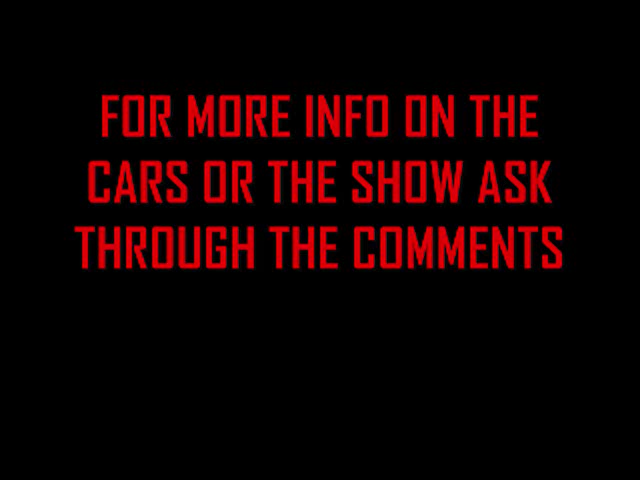 FOR MORE INFO ON THE
CARS OR THE SHOW ASK
THROUGH THE COMMENTS